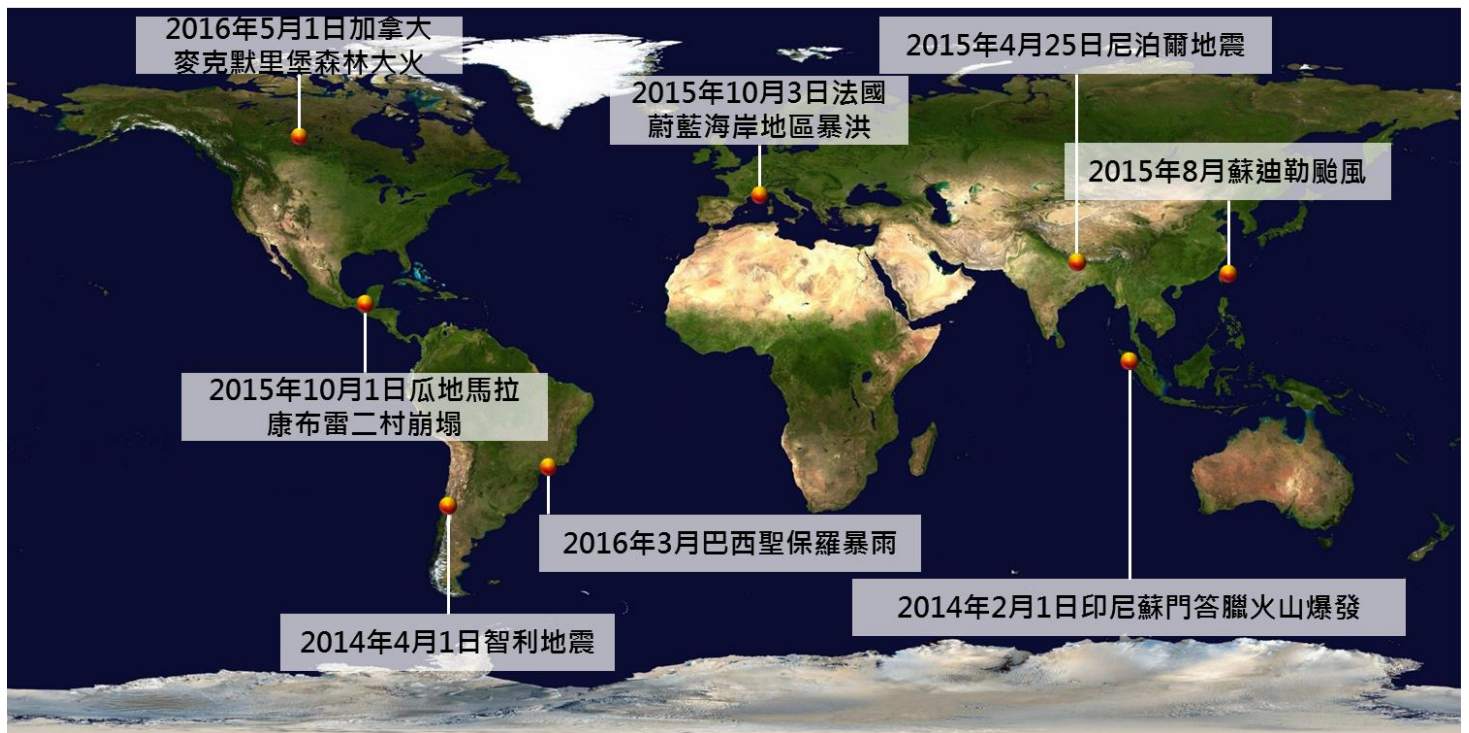 2016年5月1日加拿大
麥克默里堡森林大火
2015年4月25日尼泊爾地震
2015年10月3日法國
蔚藍海岸地區暴洪
2015年8月蘇迪勒颱風
2015年10月1日瓜地馬拉
康布雷二村崩塌
2016年3月巴西聖保羅暴雨
2014年2月1日印尼蘇門答臘火山爆發
2014年4月1日智利地震